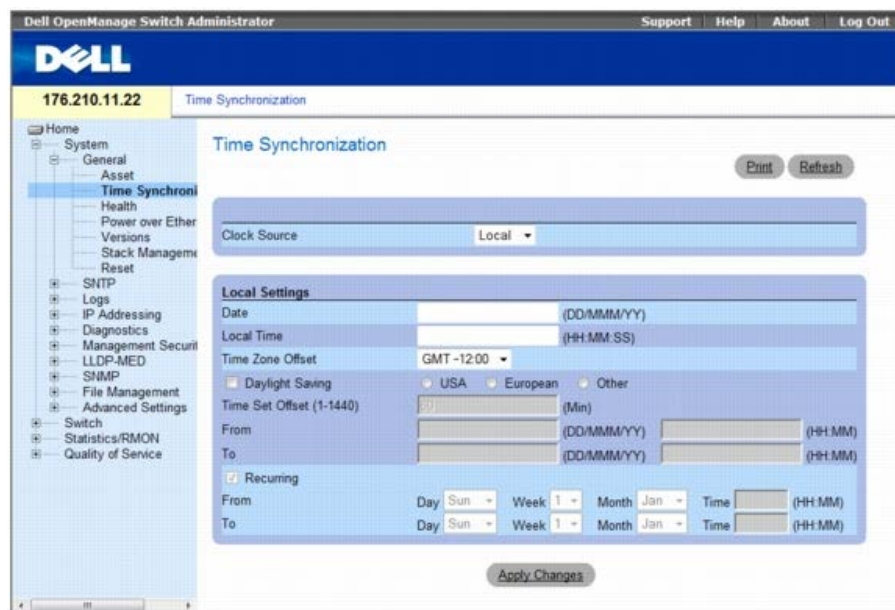 Dell OpenManage Switch Administrator Support Help About Log Out
DELL
176.210.11.22 Time Synchronization
Home
System
General
Asset
Time Synchroni
Health
Power over Ether
Versions
Stack Manageme
Reset
SNTP
Logs
IP Addressing
Diagnostics
Management Securit
LLDP-MED
SNMP
File Management
Advanced Settings
Switch
Statistics/RMON
Quality of Service
Time Synchronization
Print Refresh
Clock Source Local
Local Settings
Date (DD/MMM/YY)
Local Time (HH:MM:SS)
Time Zone Offset GMT -12:00
Daylight Saving USA European Other
Time Set Offset (1-1440) 60 (Min)
From (DD/MMM/YY) (HH:MM)
To (DD/MMM/YY) (HH:MM)
Recurring
From Day Sun Week 1 Month Jan Time (HH:MM)
To Day Sun Week 1 Month Jan Time (HH:MM)
Apply Changes